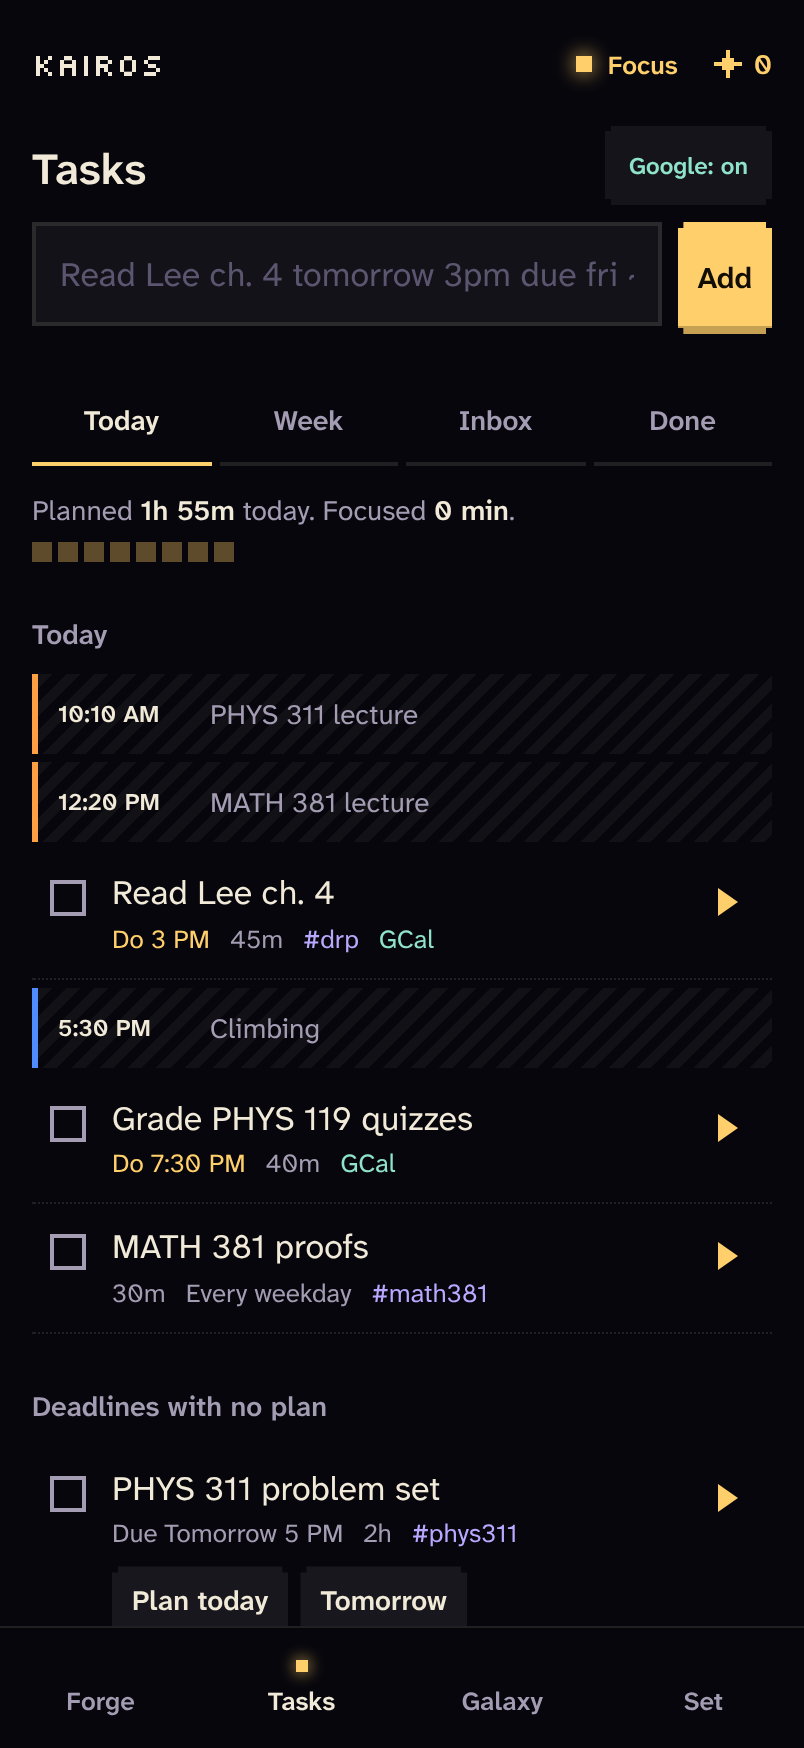 KAIROS
Focus
0
Tasks
Google: on
Read Lee ch. 4 tomorrow 3pm due fri
Add
Today Week Inbox Done
Planned 1h 55m today. Focused 0 min.
Today
10:10 AM PHYS 311 lecture
12:20 PM MATH 381 lecture
Read Lee ch. 4
Do 3 PM 45m #drp GCal
5:30 PM Climbing
Grade PHYS 119 quizzes
Do 7:30 PM 40m GCal
MATH 381 proofs
30m Every weekday #math381
Deadlines with no plan
PHYS 311 problem set
Due Tomorrow 5 PM 2h #phys311
Plan today Tomorrow
Forge Tasks Galaxy Set